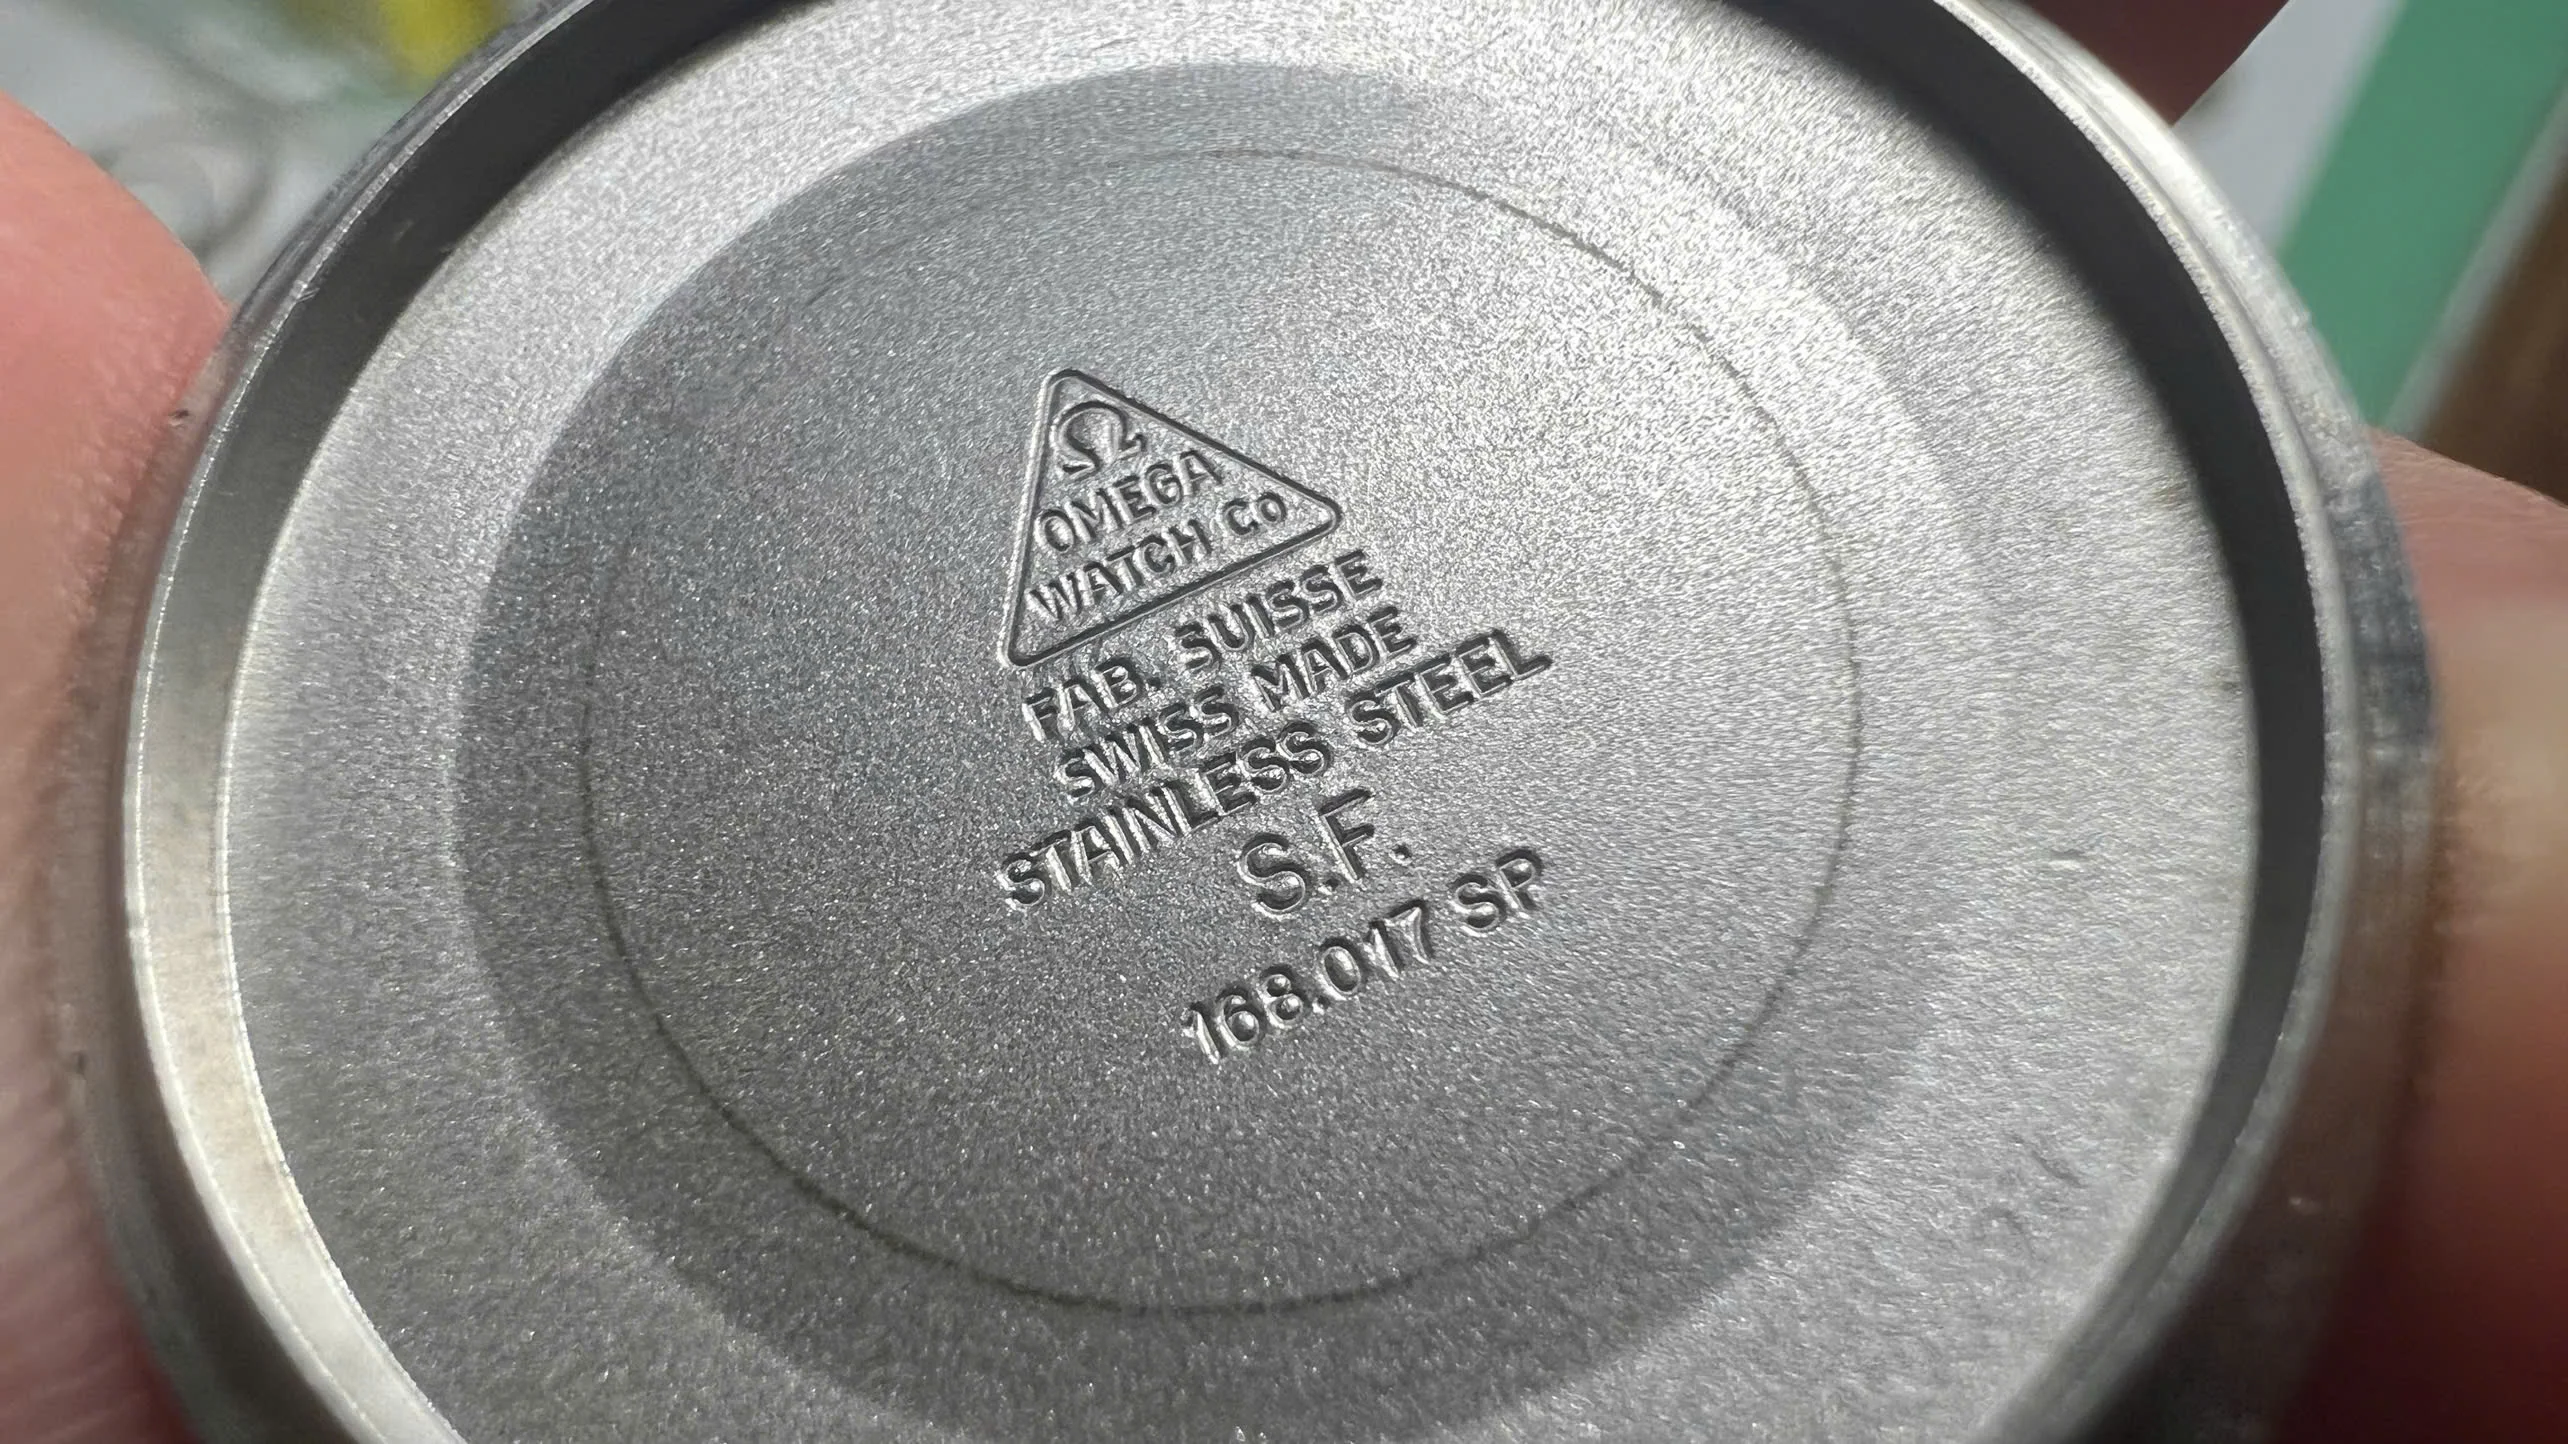 Ω
OMEGA
WATCH Co
FAB. SUISSE
SWISS MADE
STAINLESS STEEL
S.F.
168.017 SP